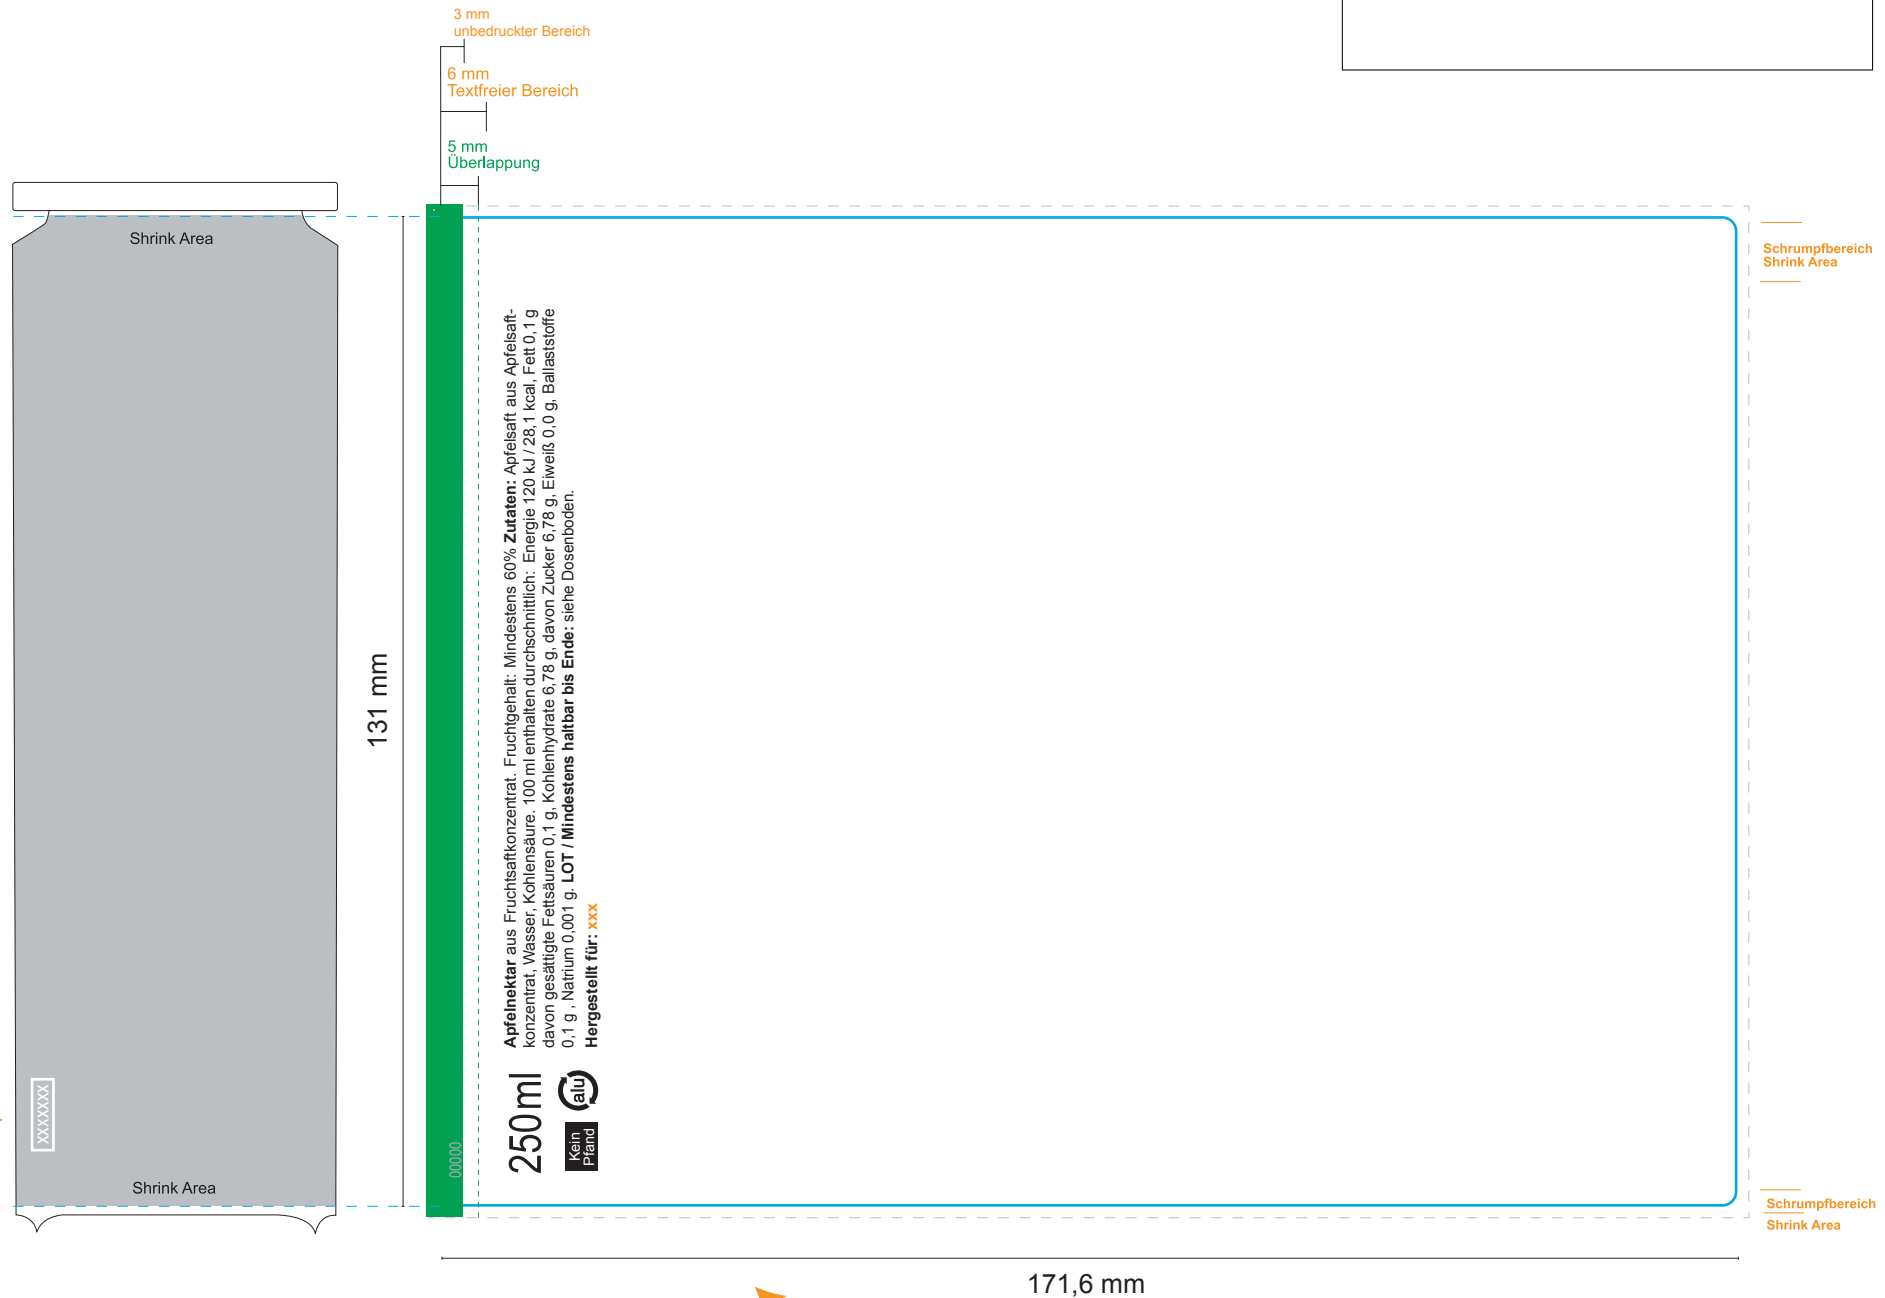 3 mm
unbedruckter Bereich
6 mm
Textfreier Bereich
5 mm
Überlappung
Shrink Area
Schrumpfbereich
Shrink Area
131 mm
Apfelnektar aus Fruchtsaftkonzentrat. Fruchtgehalt: Mindestens 60% Zutaten: Apfelsaft aus Apfelsaft-
konzentrat, Wasser, Kohlensäure. 100 ml enthalten durchschnittlich: Energie 120 kJ / 28,1 kcal, Fett 0,1 g
davon gesättigte Fettsäuren 0,1 g, Kohlenhydrate 6,78 g, davon Zucker 6,78 g, Eiweiß 0,0 g, Ballaststoffe
0,1 g , Natrium 0,001 g. LOT / Mindestens haltbar bis Ende: siehe Dosenboden.
Hergestellt für: xxx
250ml
alu
Kein
Pfand
00000
XXXXXXX
Shrink Area
Schrumpfbereich
Shrink Area
171,6 mm